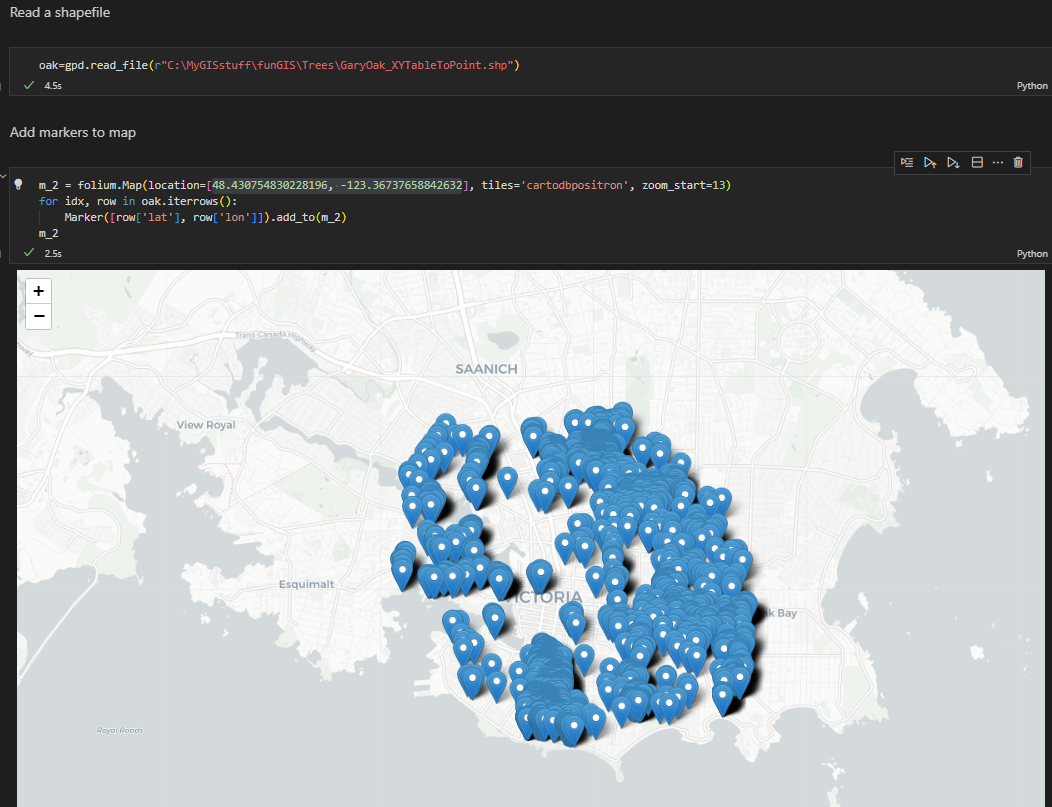 Read a shapefile
oak=gpd.read_file(r"C:\MyGISstuff\funGIS\Trees\GaryOak_XYTableToPoint.shp")
4.5s
Python
Add markers to map
m_2 = folium.Map(location=[48.430754830228196, -123.36737658842632], tiles='cartodbpositron', zoom_start=13)
for idx, row in oak.iterrows():
    Marker([row['lat'], row['lon']]).add_to(m_2)
m_2
2.5s
Python
+
−
Trans-Canada Highway
SAANICH
View Royal
Esquimalt
VICTORIA
ak Bay
Royal Roads